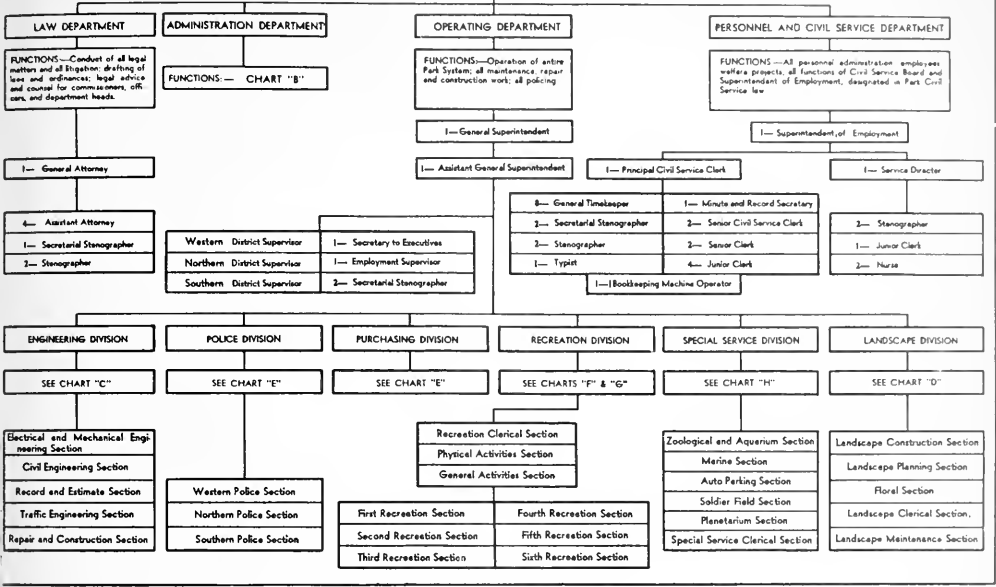 LAW DEPARTMENT
ADMINISTRATION DEPARTMENT
OPERATING DEPARTMENT
PERSONNEL AND CIVIL SERVICE DEPARTMENT
FUNCTIONS:—Conduct of all legal
matters and all litigation; drafting of
laws and ordinances; legal advice
and counsel for commissioners, offi-
cers, and department heads.
FUNCTIONS:— CHART "B"
FUNCTIONS:—Operation of entire
Park System; all maintenance, repair
and construction work; all policing
FUNCTIONS:—All personnel administration employees
welfare projects, all functions of Civil Service Board and
Superintendent of Employment, designated in Park Civil
Service law
1— General Superintendent
1— Superintendent, of Employment
1— General Attorney
1— Assistant General Superintendent
1— Principal Civil Service Clerk
1— Service Director
4— Assistant Attorney
1— Secretarial Stenographer
2— Stenographer
Western District Supervisor
Northern District Supervisor
Southern District Supervisor
1— Secretary to Executives
1— Employment Supervisor
2— Secretarial Stenographer
8— General Timekeeper
2— Secretarial Stenographer
2— Stenographer
1— Typist
1— Minute and Record Secretary
2— Senior Civil Service Clerk
2— Senior Clerk
4— Junior Clerk
1—Bookkeeping Machine Operator
2— Stenographer
1— Junior Clerk
2— Nurse
ENGINEERING DIVISION
POLICE DIVISION
PURCHASING DIVISION
RECREATION DIVISION
SPECIAL SERVICE DIVISION
LANDSCAPE DIVISION
SEE CHART "C"
SEE CHART "E"
SEE CHART "E"
SEE CHARTS "F" & "G"
SEE CHART "H"
SEE CHART "D"
Electrical and Mechanical Engi-
neering Section
Civil Engineering Section
Record and Estimate Section
Traffic Engineering Section
Repair and Construction Section
Western Police Section
Northern Police Section
Southern Police Section
Recreation Clerical Section
Physical Activities Section
General Activities Section
First Recreation Section
Second Recreation Section
Third Recreation Section
Fourth Recreation Section
Fifth Recreation Section
Sixth Recreation Section
Zoological and Aquarium Section
Marine Section
Auto Parking Section
Soldier Field Section
Planetarium Section
Special Service Clerical Section
Landscape Construction Section
Landscape Planning Section
Floral Section
Landscape Clerical Section.
Landscape Maintenance Section